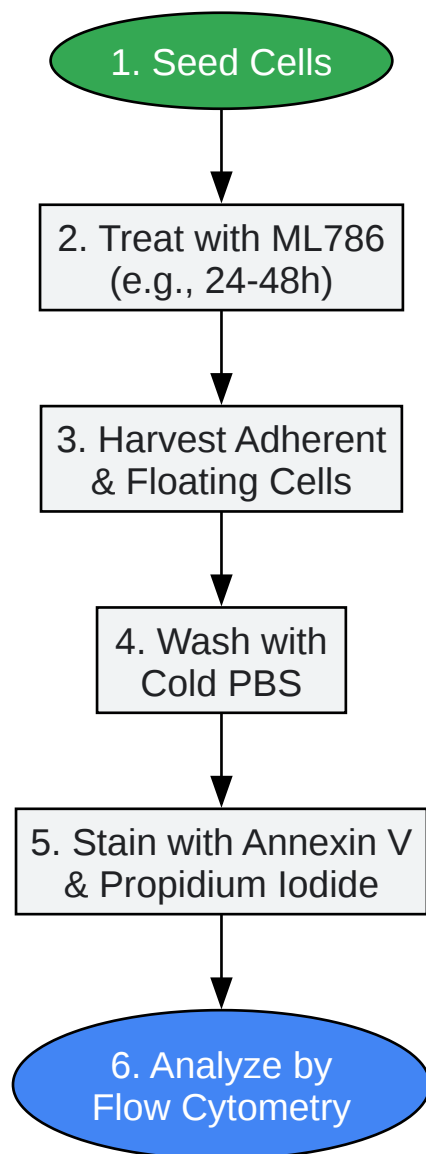 1. Seed Cells
2. Treat with ML786
(e.g., 24-48h)
3. Harvest Adherent
& Floating Cells
4. Wash with
Cold PBS
5. Stain with Annexin V
& Propidium Iodide
6. Analyze by
Flow Cytometry